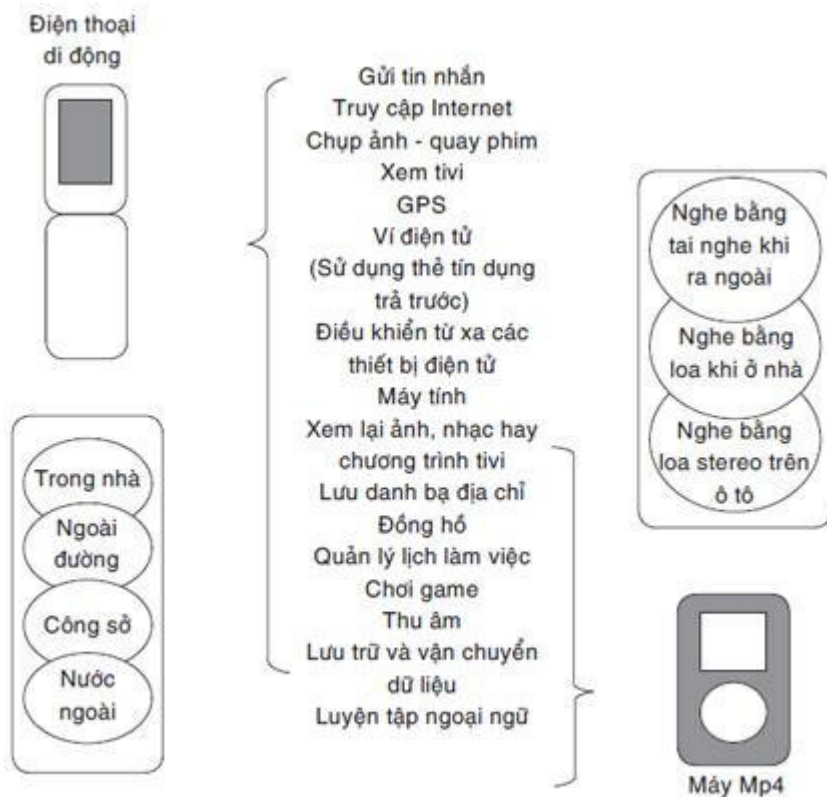 Điện thoại
di động
Gửi tin nhắn
Truy cập Internet
Chụp ảnh - quay phim
Xem tivi
GPS
Ví điện tử
(Sử dụng thẻ tín dụng
trả trước)
Điều khiển từ xa các
thiết bị điện tử
Máy tính
Xem lại ảnh, nhạc hay
chương trình tivi
Lưu danh bạ địa chỉ
Đồng hồ
Quản lý lịch làm việc
Chơi game
Thu âm
Lưu trữ và vận chuyển
dữ liệu
Luyện tập ngoại ngữ
Trong nhà
Ngoài
đường
Công sở
Nước
ngoài
Nghe bằng
tai nghe khi
ra ngoài
Nghe bằng
loa khi ở nhà
Nghe bằng
loa stereo trên
ô tô
Máy Mp4